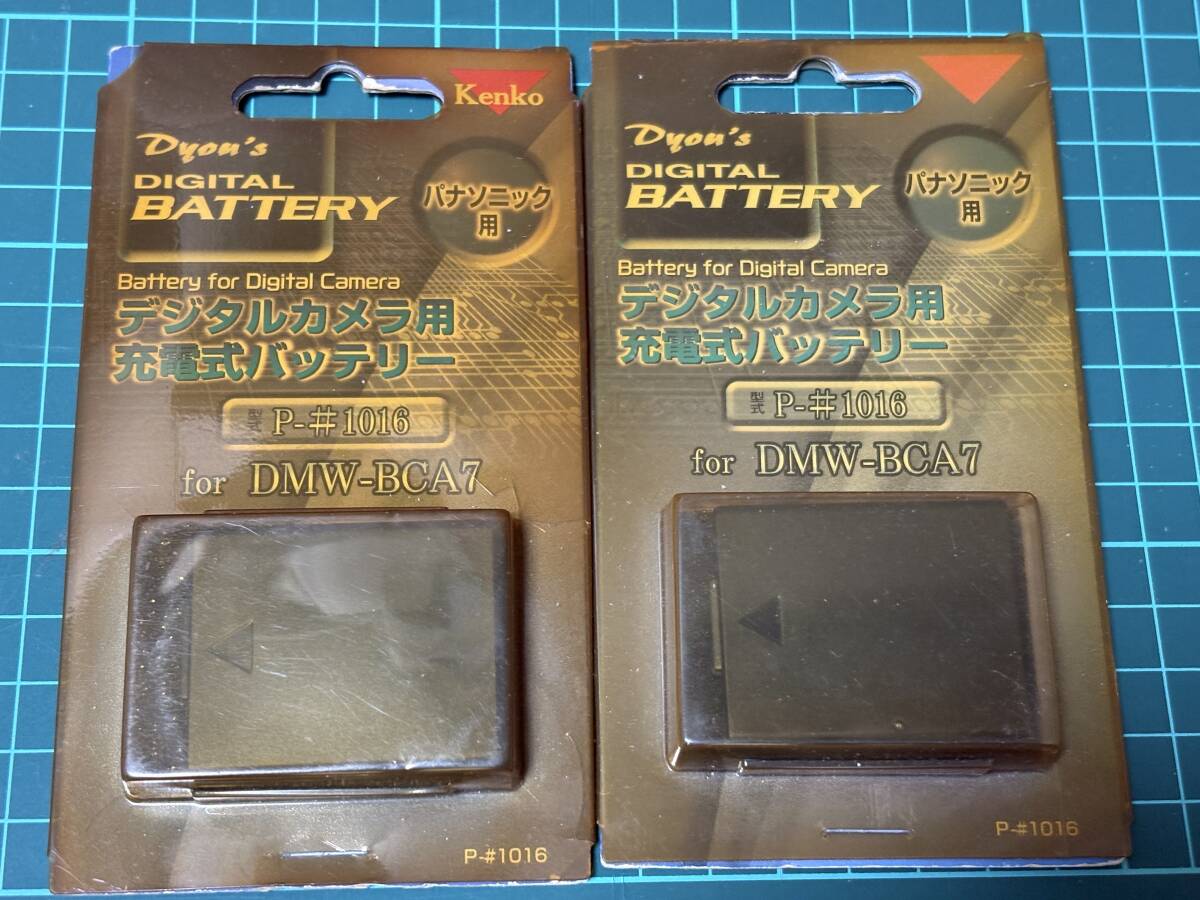 Kenko
Dyon's
DIGITAL
BATTERY
パナソニック
用
Battery for Digital Camera
デジタルカメラ用
充電式バッテリー
型式 P-#1016
for DMW-BCA7
P-#1016
Dyon's
DIGITAL
BATTERY
パナソニック
用
Battery for Digital Camera
デジタルカメラ用
充電式バッテリー
型式 P-#1016
for DMW-BCA7
P-#1016